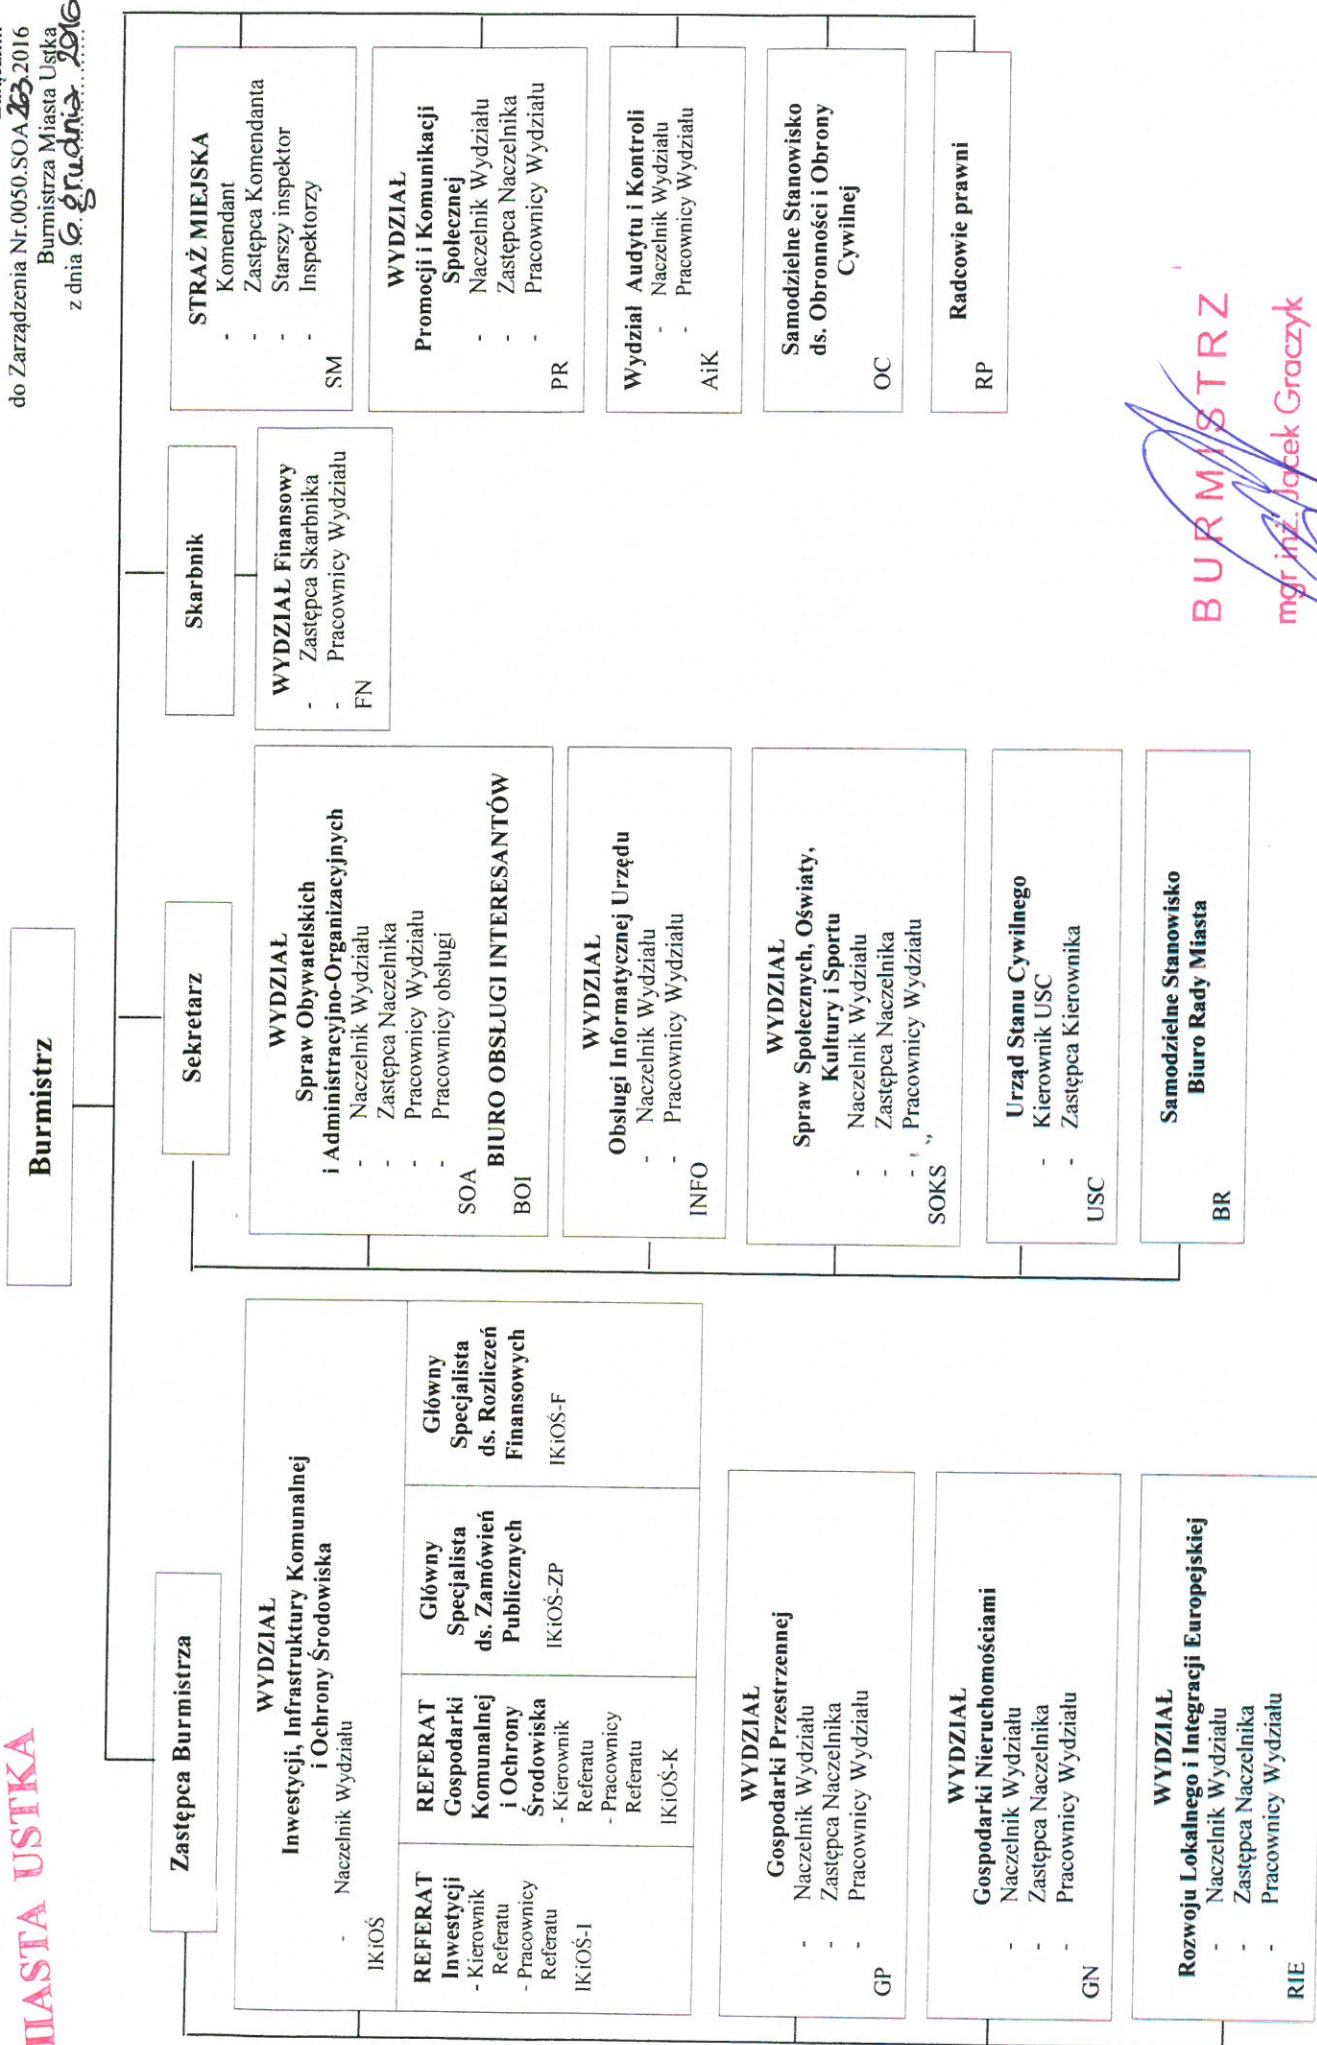 MIASTA USTKA
do Zarządzenia Nr.0050.SOA.263.2016
Burmistrza Miasta Ustka
z dnia 6 grudnia 2016
Burmistrz
Zastępca Burmistrza
WYDZIAŁ
Inwestycji, Infrastruktury Komunalnej
i Ochrony Środowiska
- Naczelnik Wydziału
IKiOŚ
REFERAT
Inwestycji
- Kierownik
Referatu
- Pracownicy
Referatu
IKiOŚ-I
REFERAT
Gospodarki
Komunalnej
i Ochrony
Środowiska
- Kierownik
Referatu
- Pracownicy
Referatu
IKiOŚ-K
Główny
Specjalista
ds. Zamówień
Publicznych
IKiOŚ-ZP
Główny
Specjalista
ds. Rozliczeń
Finansowych
IKiOŚ-F
WYDZIAŁ
Gospodarki Przestrzennej
- Naczelnik Wydziału
- Zastępca Naczelnika
- Pracownicy Wydziału
GP
WYDZIAŁ
Gospodarki Nieruchomościami
- Naczelnik Wydziału
- Zastępca Naczelnika
- Pracownicy Wydziału
GN
WYDZIAŁ
Rozwoju Lokalnego i Integracji Europejskiej
- Naczelnik Wydziału
- Zastępca Naczelnika
- Pracownicy Wydziału
RIE
Sekretarz
WYDZIAŁ
Spraw Obywatelskich
i Administracyjno-Organizacyjnych
- Naczelnik Wydziału
- Zastępca Naczelnika
- Pracownicy Wydziału
- Pracownicy obsługi
SOA
BIURO OBSŁUGI INTERESANTÓW
BOI
WYDZIAŁ
Obsługi Informatycznej Urzędu
- Naczelnik Wydziału
- Pracownicy Wydziału
INFO
WYDZIAŁ
Spraw Społecznych, Oświaty,
Kultury i Sportu
- Naczelnik Wydziału
- Zastępca Naczelnika
- Pracownicy Wydziału
SOKS
Urząd Stanu Cywilnego
- Kierownik USC
- Zastępca Kierownika
USC
Samodzielne Stanowisko
Biuro Rady Miasta
BR
Skarbnik
WYDZIAŁ Finansowy
- Zastępca Skarbnika
- Pracownicy Wydziału
FN
STRAŻ MIEJSKA
- Komendant
- Zastępca Komendanta
- Starszy inspektor
- Inspektorzy
SM
WYDZIAŁ
Promocji i Komunikacji
Społecznej
- Naczelnik Wydziału
- Zastępca Naczelnika
- Pracownicy Wydziału
PR
Wydział Audytu i Kontroli
- Naczelnik Wydziału
- Pracownicy Wydziału
AiK
Samodzielne Stanowisko
ds. Obronności i Obrony
Cywilnej
OC
Radcowie prawni
RP
BURMISTRZ
mgr inż. Jacek Graczyk